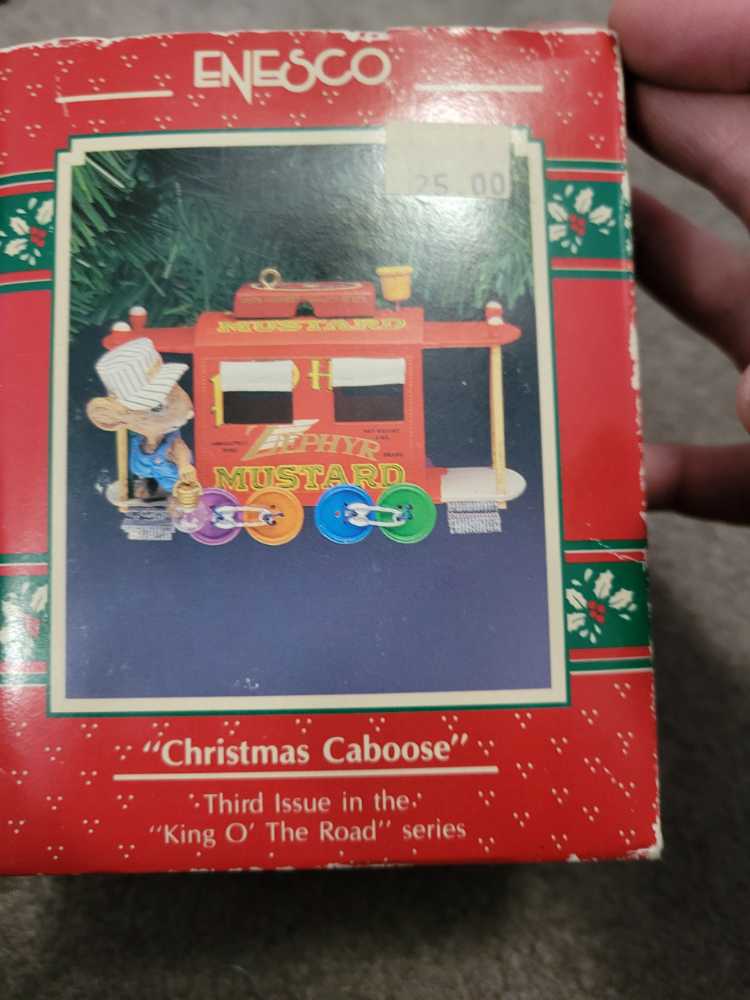 ENESCO
25.00
MUSTARD
ZEPHYR
MUSTARD
"Christmas Caboose"
Third Issue in the
"King O' The Road" series